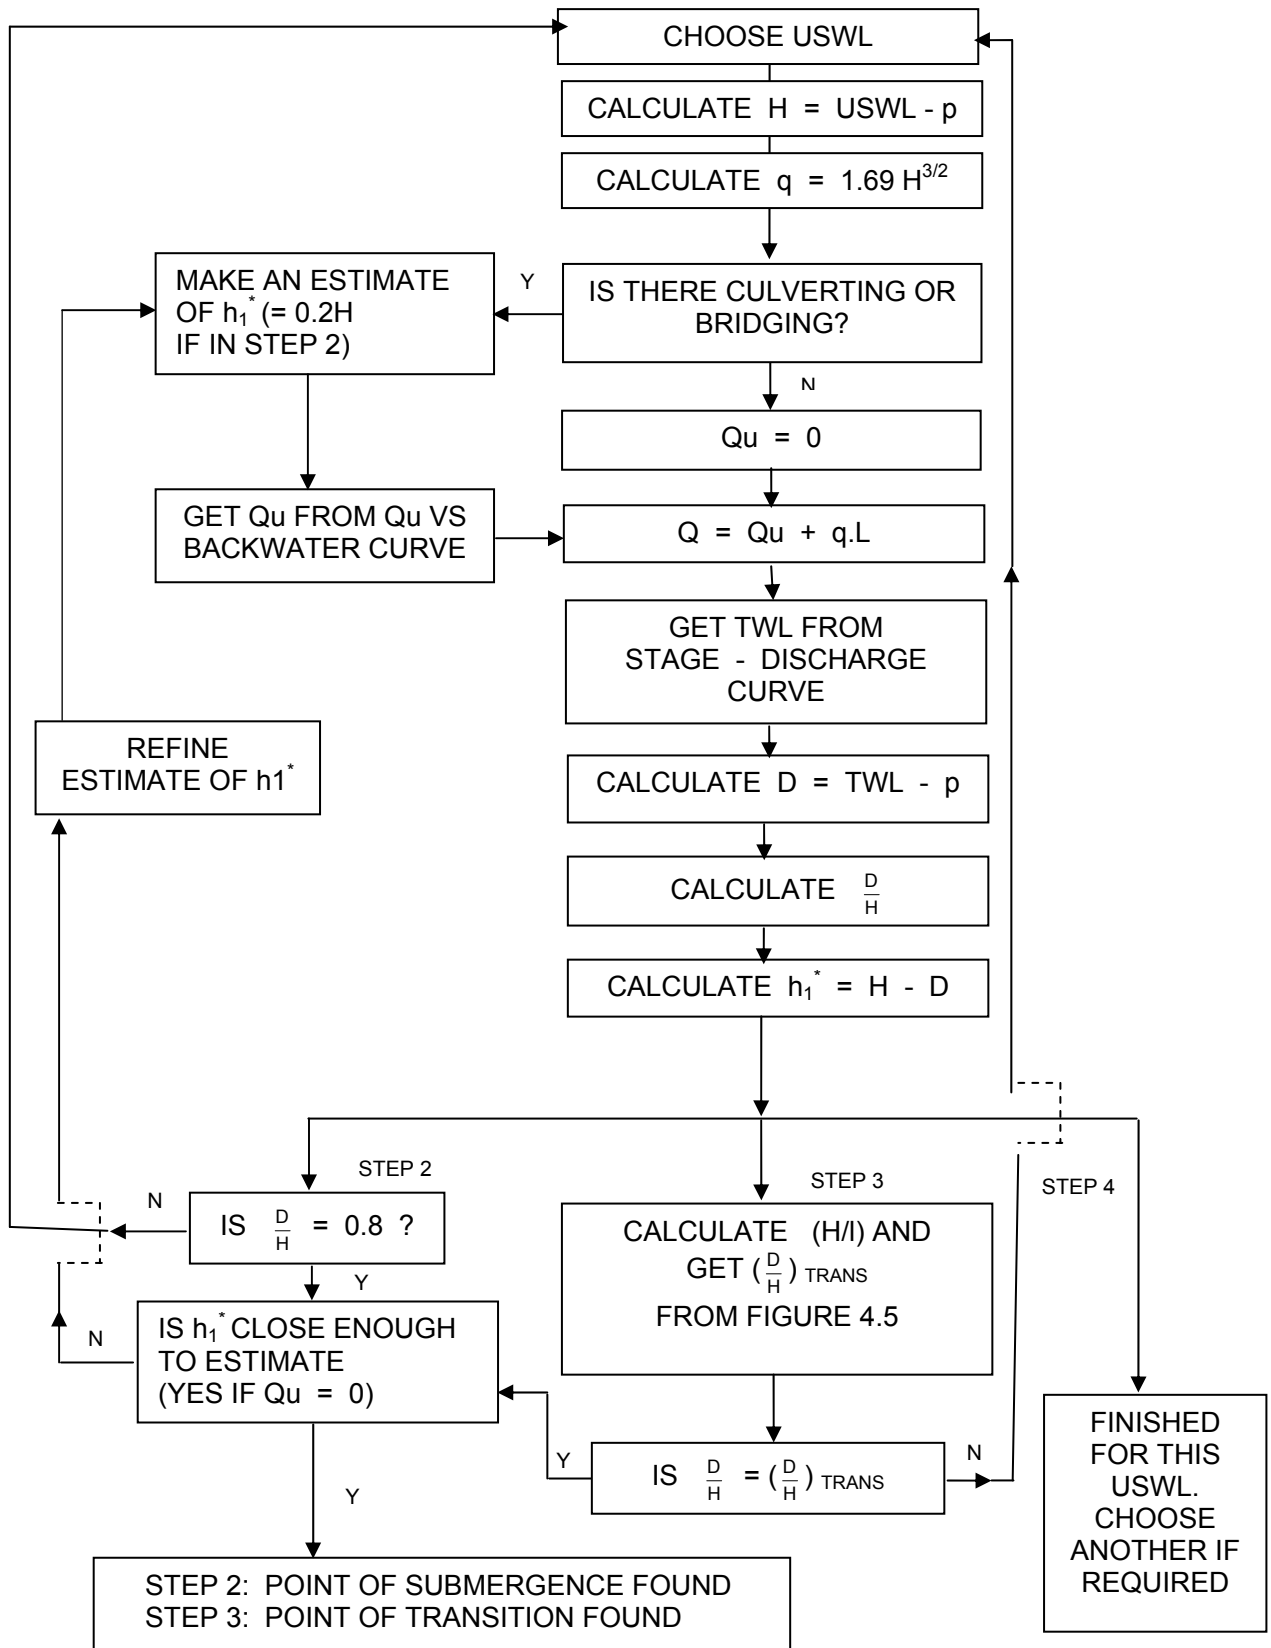 CHOOSE USWL
CALCULATE H = USWL - p
CALCULATE q = 1.69 H^{3/2}
IS THERE CULVERTING OR
BRIDGING?
Y
MAKE AN ESTIMATE
OF h₁* (= 0.2H
IF IN STEP 2)
N
Qu = 0
GET Qu FROM Qu VS
BACKWATER CURVE
Q = Qu + q.L
GET TWL FROM
STAGE - DISCHARGE
CURVE
REFINE
ESTIMATE OF h1*
CALCULATE D = TWL - p
CALCULATE D/H
CALCULATE h₁* = H - D
STEP 2
STEP 3
STEP 4
N
IS D/H = 0.8 ?
Y
CALCULATE (H/l) AND
GET (D/H) TRANS
FROM FIGURE 4.5
N
IS h₁* CLOSE ENOUGH
TO ESTIMATE
(YES IF Qu = 0)
Y
Y
IS D/H = (D/H) TRANS
N
FINISHED
FOR THIS
USWL.
CHOOSE
ANOTHER IF
REQUIRED
STEP 2: POINT OF SUBMERGENCE FOUND
STEP 3: POINT OF TRANSITION FOUND